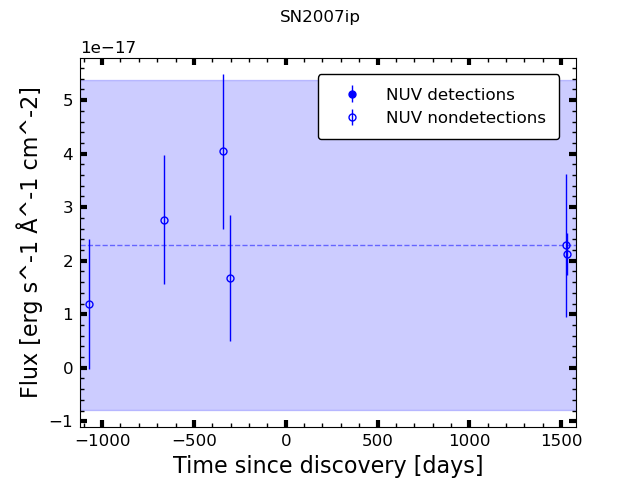 SN2007ip
1e−17
NUV detections
NUV nondetections
5
4
3
2
1
0
−1
−1000 −500 0 500 1000 1500
Flux [erg s^-1 Å^-1 cm^-2]
Time since discovery [days]